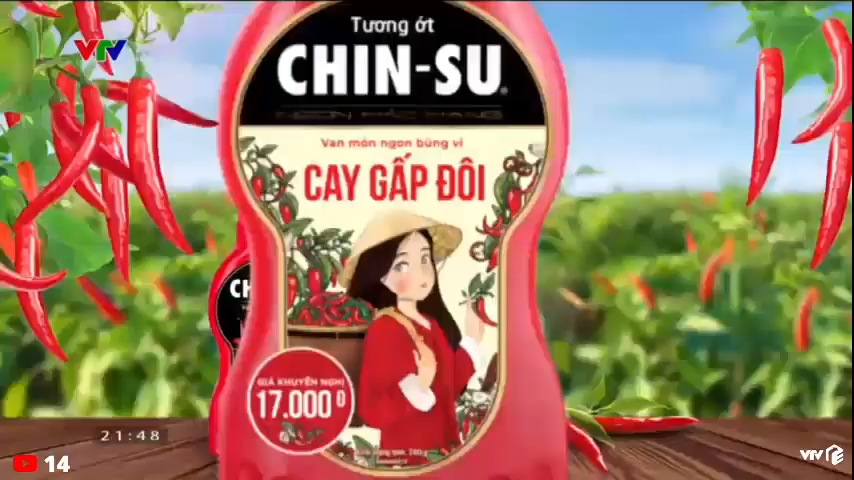 VTV
Tương ớt
CHIN-SU®
Vạn món ngon bùng vị
CAY GẤP ĐÔI
CH
GIÁ KHUYẾN NGHỊ
17.000 Đ
21:48
14
VTV